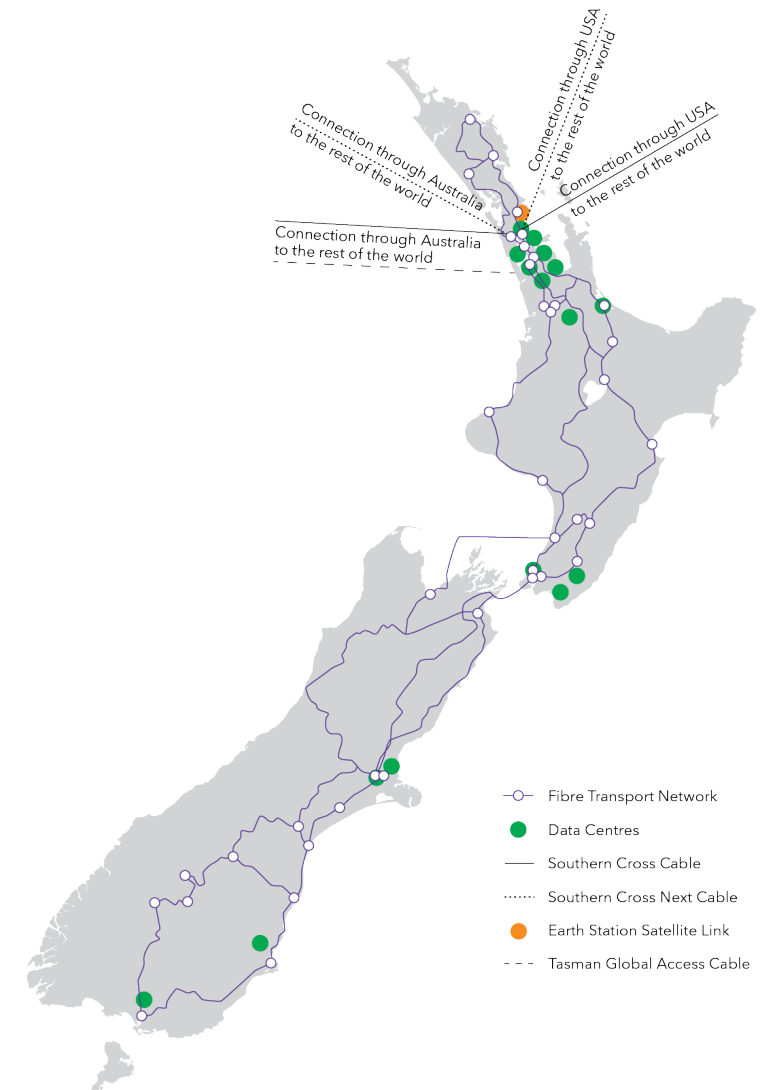 Connection through USA
to the rest of the world
Connection through USA
to the rest of the world
Connection through Australia
to the rest of the world
Connection through Australia
to the rest of the world
Fibre Transport Network
Data Centres
Southern Cross Cable
Southern Cross Next Cable
Earth Station Satellite Link
Tasman Global Access Cable